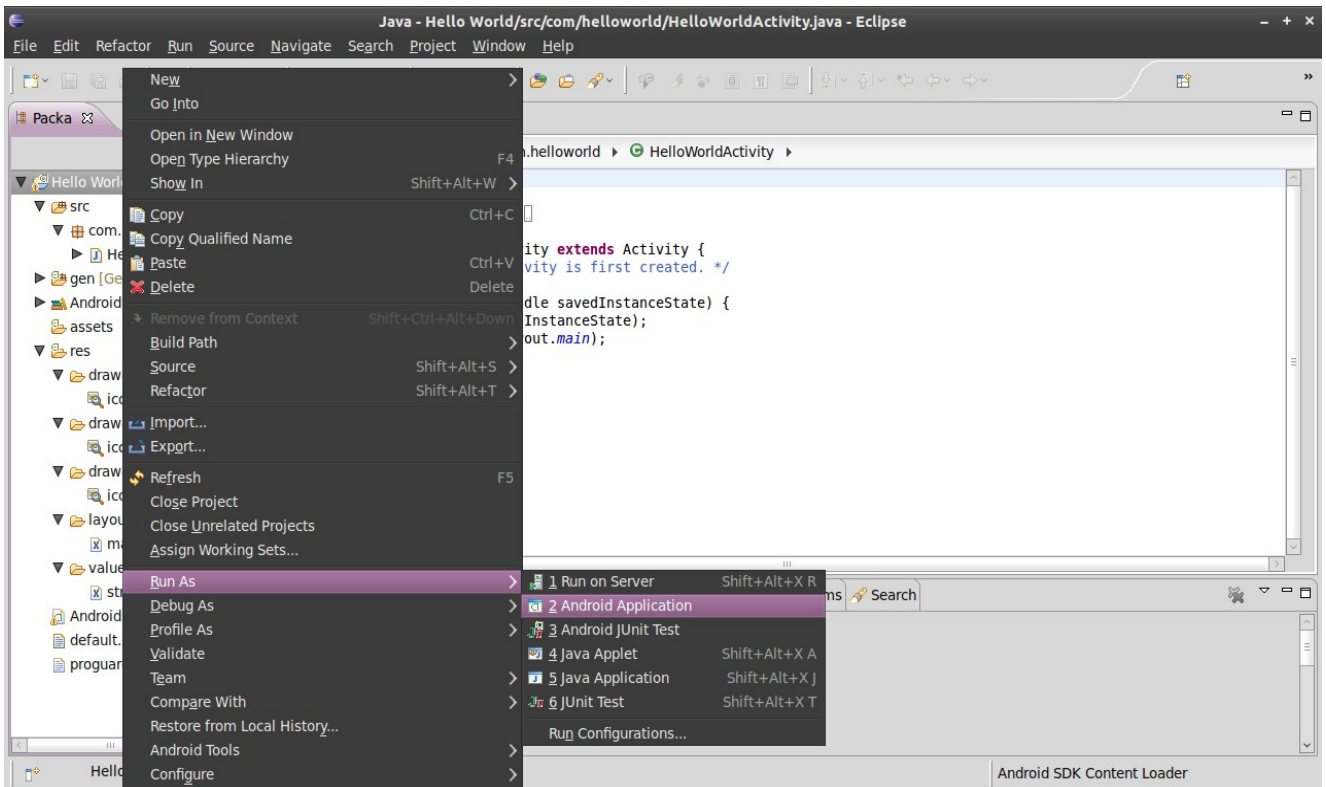 Java - Hello World/src/com/helloworld/HelloWorldActivity.java - Eclipse
File Edit Refactor Run Source Navigate Search Project Window Help
Packa
.helloworld HelloWorldActivity
Hello Worl
src
com.
He
gen [Ge
Android
assets
res
draw
ico
draw
ico
draw
ico
layou
ma
value
str
Android
default.
proguar
New
Go Into
Open in New Window
Open Type Hierarchy F4
Show In Shift+Alt+W
Copy Ctrl+C
Copy Qualified Name
Paste Ctrl+V
Delete Delete
Remove from Context Shift+Ctrl+Alt+Down
Build Path
Source Shift+Alt+S
Refactor Shift+Alt+T
Import...
Export...
Refresh F5
Close Project
Close Unrelated Projects
Assign Working Sets...
Run As
Debug As
Profile As
Validate
Team
Compare With
Restore from Local History...
Android Tools
Configure
ity extends Activity {
vity is first created. */
dle savedInstanceState) {
InstanceState);
out.main);
1 Run on Server Shift+Alt+X R
2 Android Application
3 Android JUnit Test
4 Java Applet Shift+Alt+X A
5 Java Application Shift+Alt+X J
6 JUnit Test Shift+Alt+X T
Run Configurations...
ms Search
Hello
Android SDK Content Loader